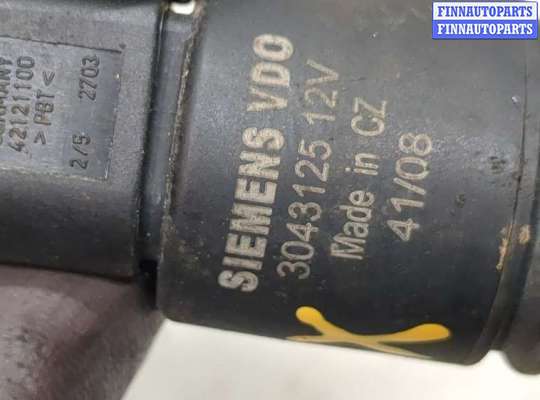 FINNAUTOPARTS
FINNAUTOPARTS
SIEMENS VDO
3043125 12V
Made in CZ
41/08
42121100
>PBT<
2/5 2703